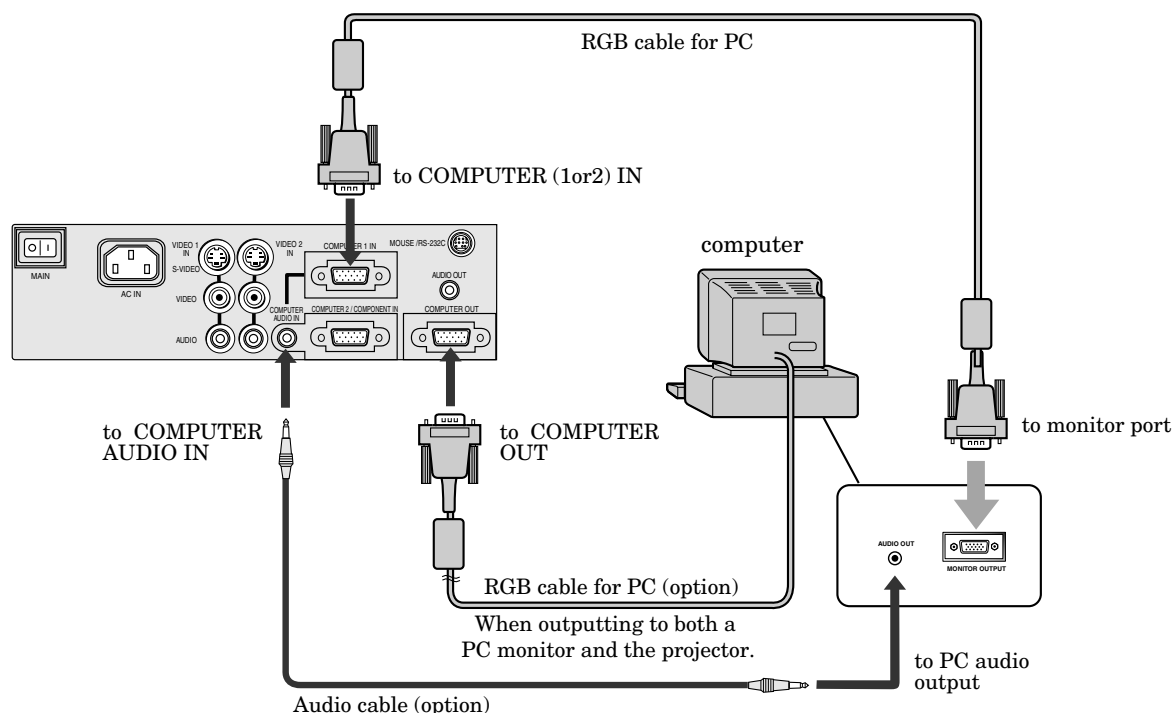 RGB cable for PC
to COMPUTER (1or2) IN
MAIN
AC IN
VIDEO 1
IN
S-VIDEO
VIDEO
AUDIO
VIDEO 2
IN
COMPUTER 1 IN
MOUSE /RS-232C
AUDIO OUT
COMPUTER
AUDIO IN
COMPUTER 2 / COMPONENT IN
COMPUTER OUT
computer
to COMPUTER
AUDIO IN
to COMPUTER
OUT
to monitor port
AUDIO OUT
MONITOR OUTPUT
RGB cable for PC (option)
When outputting to both a
PC monitor and the projector.
to PC audio
output
Audio cable (option)